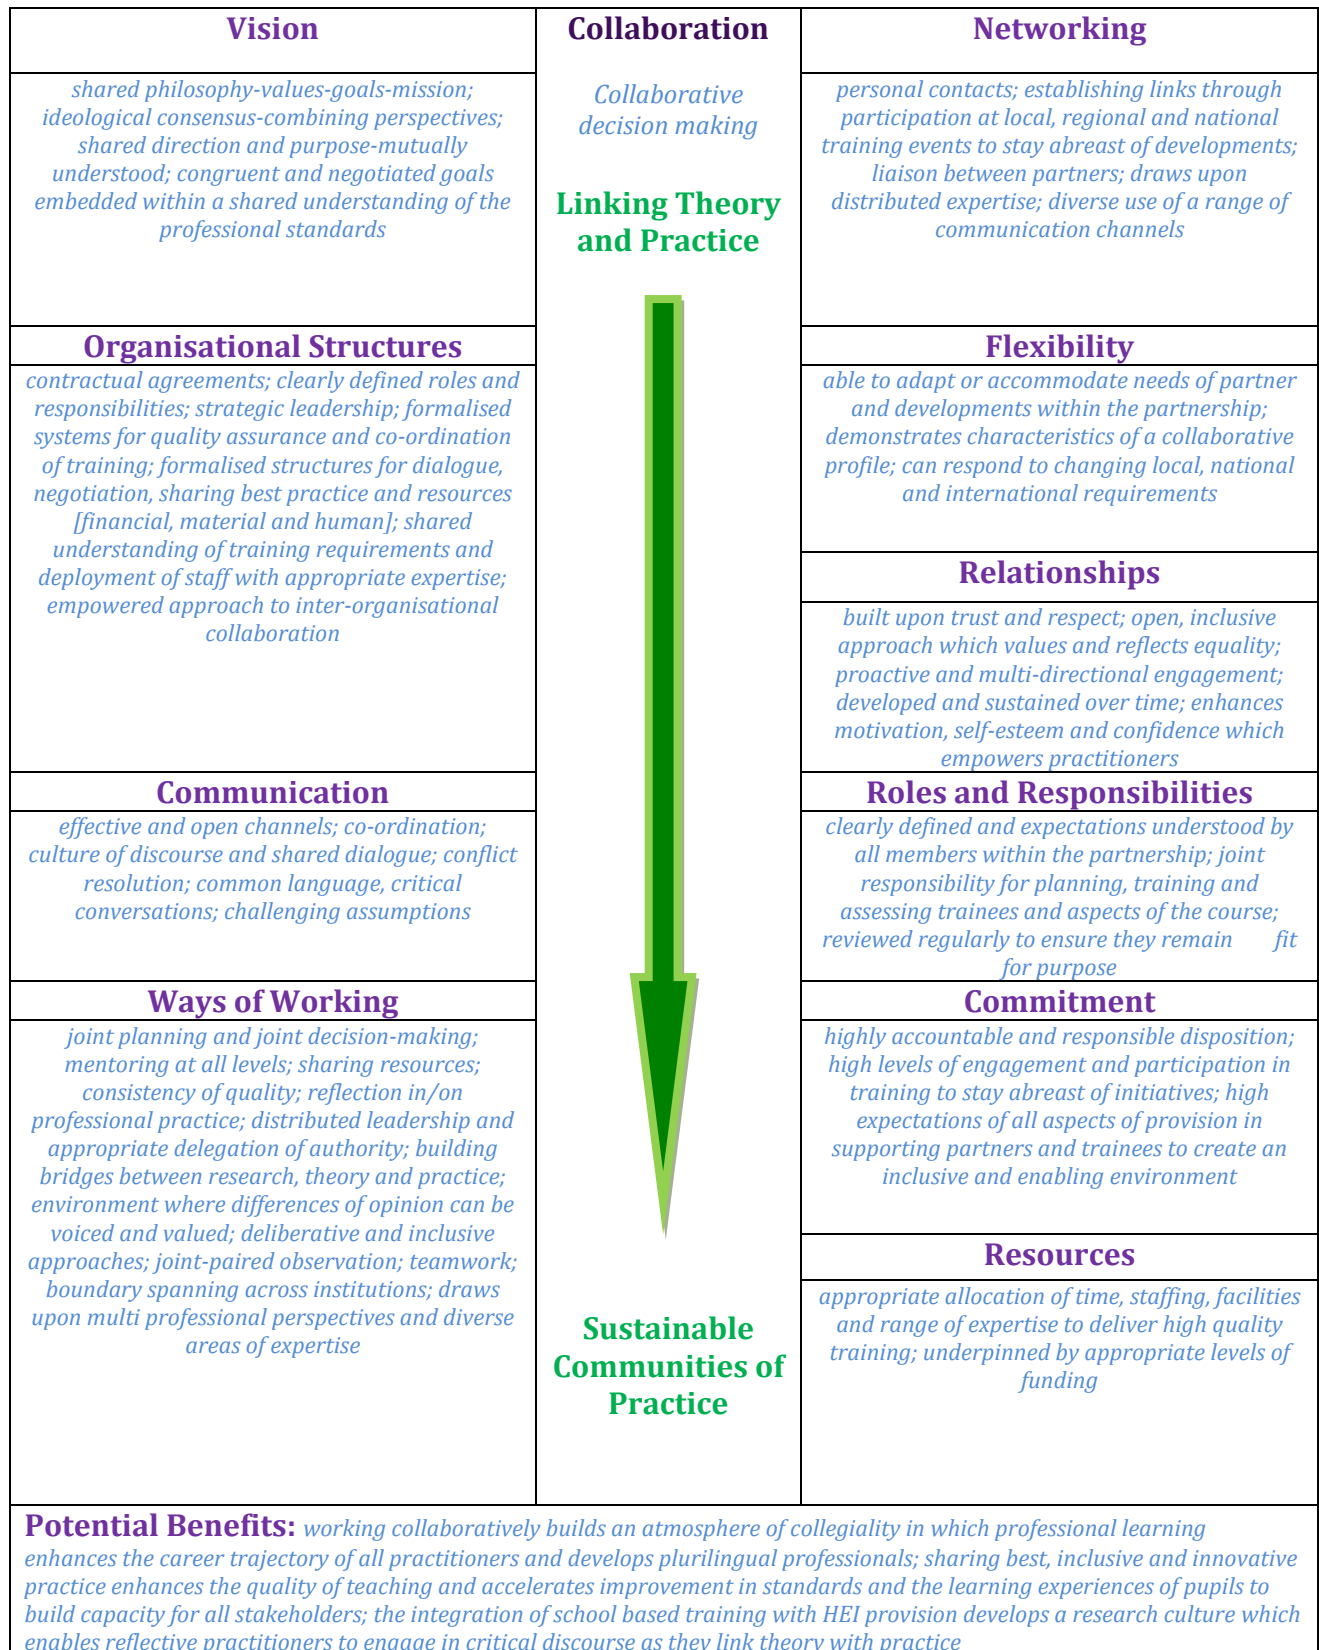 Vision
shared philosophy-values-goals-mission;
ideological consensus-combining perspectives;
shared direction and purpose-mutually
understood; congruent and negotiated goals
embedded within a shared understanding of the
professional standards
Organisational Structures
contractual agreements; clearly defined roles and
responsibilities; strategic leadership; formalised
systems for quality assurance and co-ordination
of training; formalised structures for dialogue,
negotiation, sharing best practice and resources
[financial, material and human]; shared
understanding of training requirements and
deployment of staff with appropriate expertise;
empowered approach to inter-organisational
collaboration
Communication
effective and open channels; co-ordination;
culture of discourse and shared dialogue; conflict
resolution; common language, critical
conversations; challenging assumptions
Ways of Working
joint planning and joint decision-making;
mentoring at all levels; sharing resources;
consistency of quality; reflection in/on
professional practice; distributed leadership and
appropriate delegation of authority; building
bridges between research, theory and practice;
environment where differences of opinion can be
voiced and valued; deliberative and inclusive
approaches; joint-paired observation; teamwork;
boundary spanning across institutions; draws
upon multi professional perspectives and diverse
areas of expertise
Collaboration
Collaborative
decision making
Linking Theory
and Practice
Sustainable
Communities of
Practice
Networking
personal contacts; establishing links through
participation at local, regional and national
training events to stay abreast of developments;
liaison between partners; draws upon
distributed expertise; diverse use of a range of
communication channels
Flexibility
able to adapt or accommodate needs of partner
and developments within the partnership;
demonstrates characteristics of a collaborative
profile; can respond to changing local, national
and international requirements
Relationships
built upon trust and respect; open, inclusive
approach which values and reflects equality;
proactive and multi-directional engagement;
developed and sustained over time; enhances
motivation, self-esteem and confidence which
empowers practitioners
Roles and Responsibilities
clearly defined and expectations understood by
all members within the partnership; joint
responsibility for planning, training and
assessing trainees and aspects of the course;
reviewed regularly to ensure they remain fit
for purpose
Commitment
highly accountable and responsible disposition;
high levels of engagement and participation in
training to stay abreast of initiatives; high
expectations of all aspects of provision in
supporting partners and trainees to create an
inclusive and enabling environment
Resources
appropriate allocation of time, staffing, facilities
and range of expertise to deliver high quality
training; underpinned by appropriate levels of
funding
Potential Benefits: working collaboratively builds an atmosphere of collegiality in which professional learning
enhances the career trajectory of all practitioners and develops plurilingual professionals; sharing best, inclusive and innovative
practice enhances the quality of teaching and accelerates improvement in standards and the learning experiences of pupils to
build capacity for all stakeholders; the integration of school based training with HEI provision develops a research culture which
enables reflective practitioners to engage in critical discourse as they link theory with practice